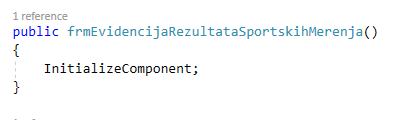 1 reference
public frmEvidencijaRezultataSportskihMerenja()
{
InitializeComponent;
}